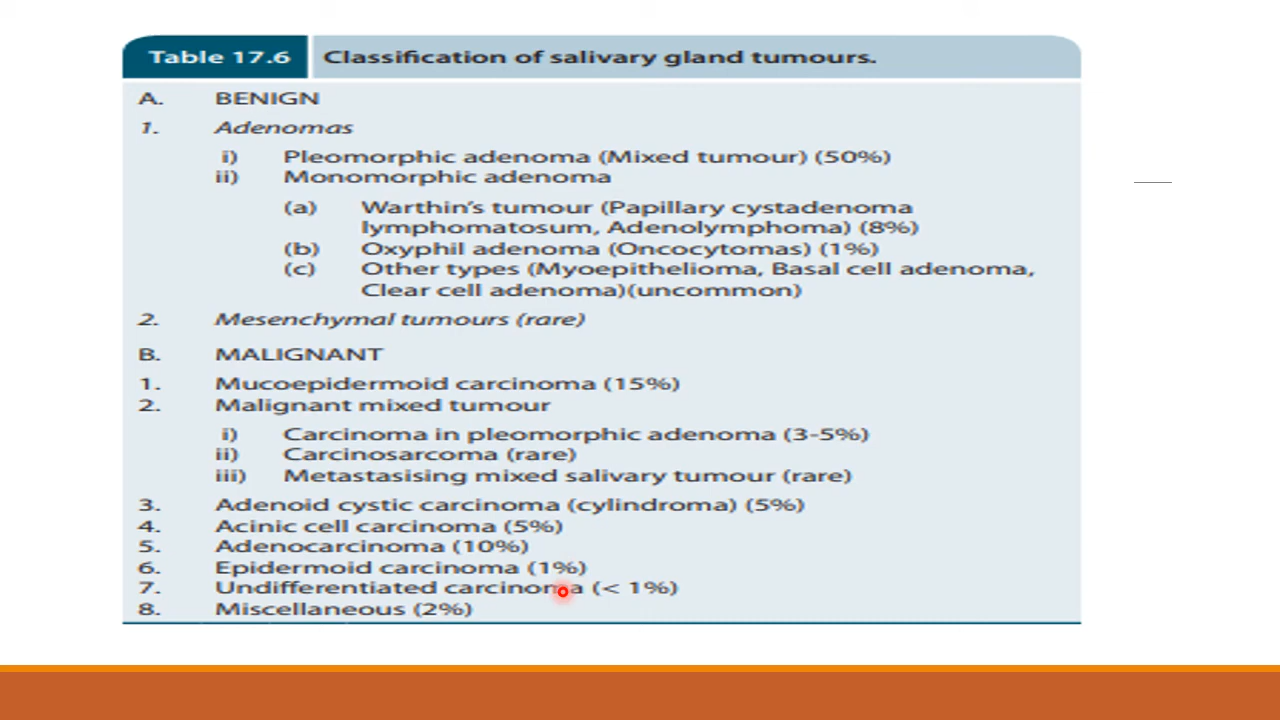 Table 17.6 Classification of salivary gland tumours.
A. BENIGN
1. Adenomas
i) Pleomorphic adenoma (Mixed tumour) (50%)
ii) Monomorphic adenoma
(a) Warthin's tumour (Papillary cystadenoma
lymphomatosum, Adenolymphoma) (8%)
(b) Oxyphil adenoma (Oncocytomas) (1%)
(c) Other types (Myoepithelioma, Basal cell adenoma,
Clear cell adenoma)(uncommon)
2. Mesenchymal tumours (rare)
B. MALIGNANT
1. Mucoepidermoid carcinoma (15%)
2. Malignant mixed tumour
i) Carcinoma in pleomorphic adenoma (3-5%)
ii) Carcinosarcoma (rare)
iii) Metastasising mixed salivary tumour (rare)
3. Adenoid cystic carcinoma (cylindroma) (5%)
4. Acinic cell carcinoma (5%)
5. Adenocarcinoma (10%)
6. Epidermoid carcinoma (1%)
7. Undifferentiated carcinoma (< 1%)
8. Miscellaneous (2%)